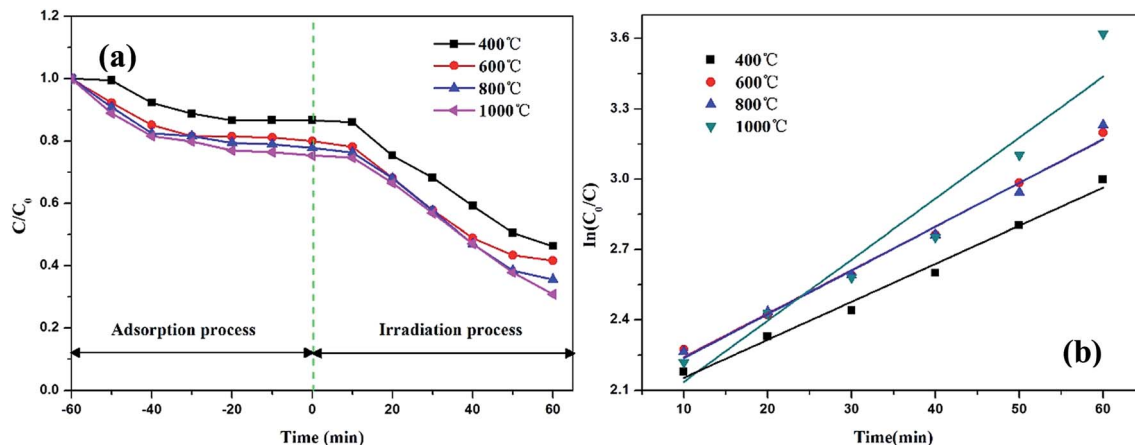 (a)
400℃
600℃
800℃
1000℃
C/C0
1.2
1.0
0.8
0.6
0.4
0.2
0.0
Adsorption process
Irradiation process
-60 -40 -20 0 20 40 60
Time (min)
400℃
600℃
800℃
1000℃
ln(C0/C)
3.6
3.3
3.0
2.7
2.4
2.1
(b)
10 20 30 40 50 60
Time(min)